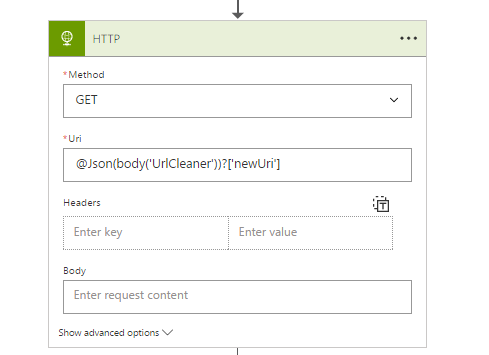 HTTP
*Method
GET
*Uri
@Json(body('UrlCleaner'))?['newUri']
Headers
T
Enter key
Enter value
Body
Enter request content
Show advanced options